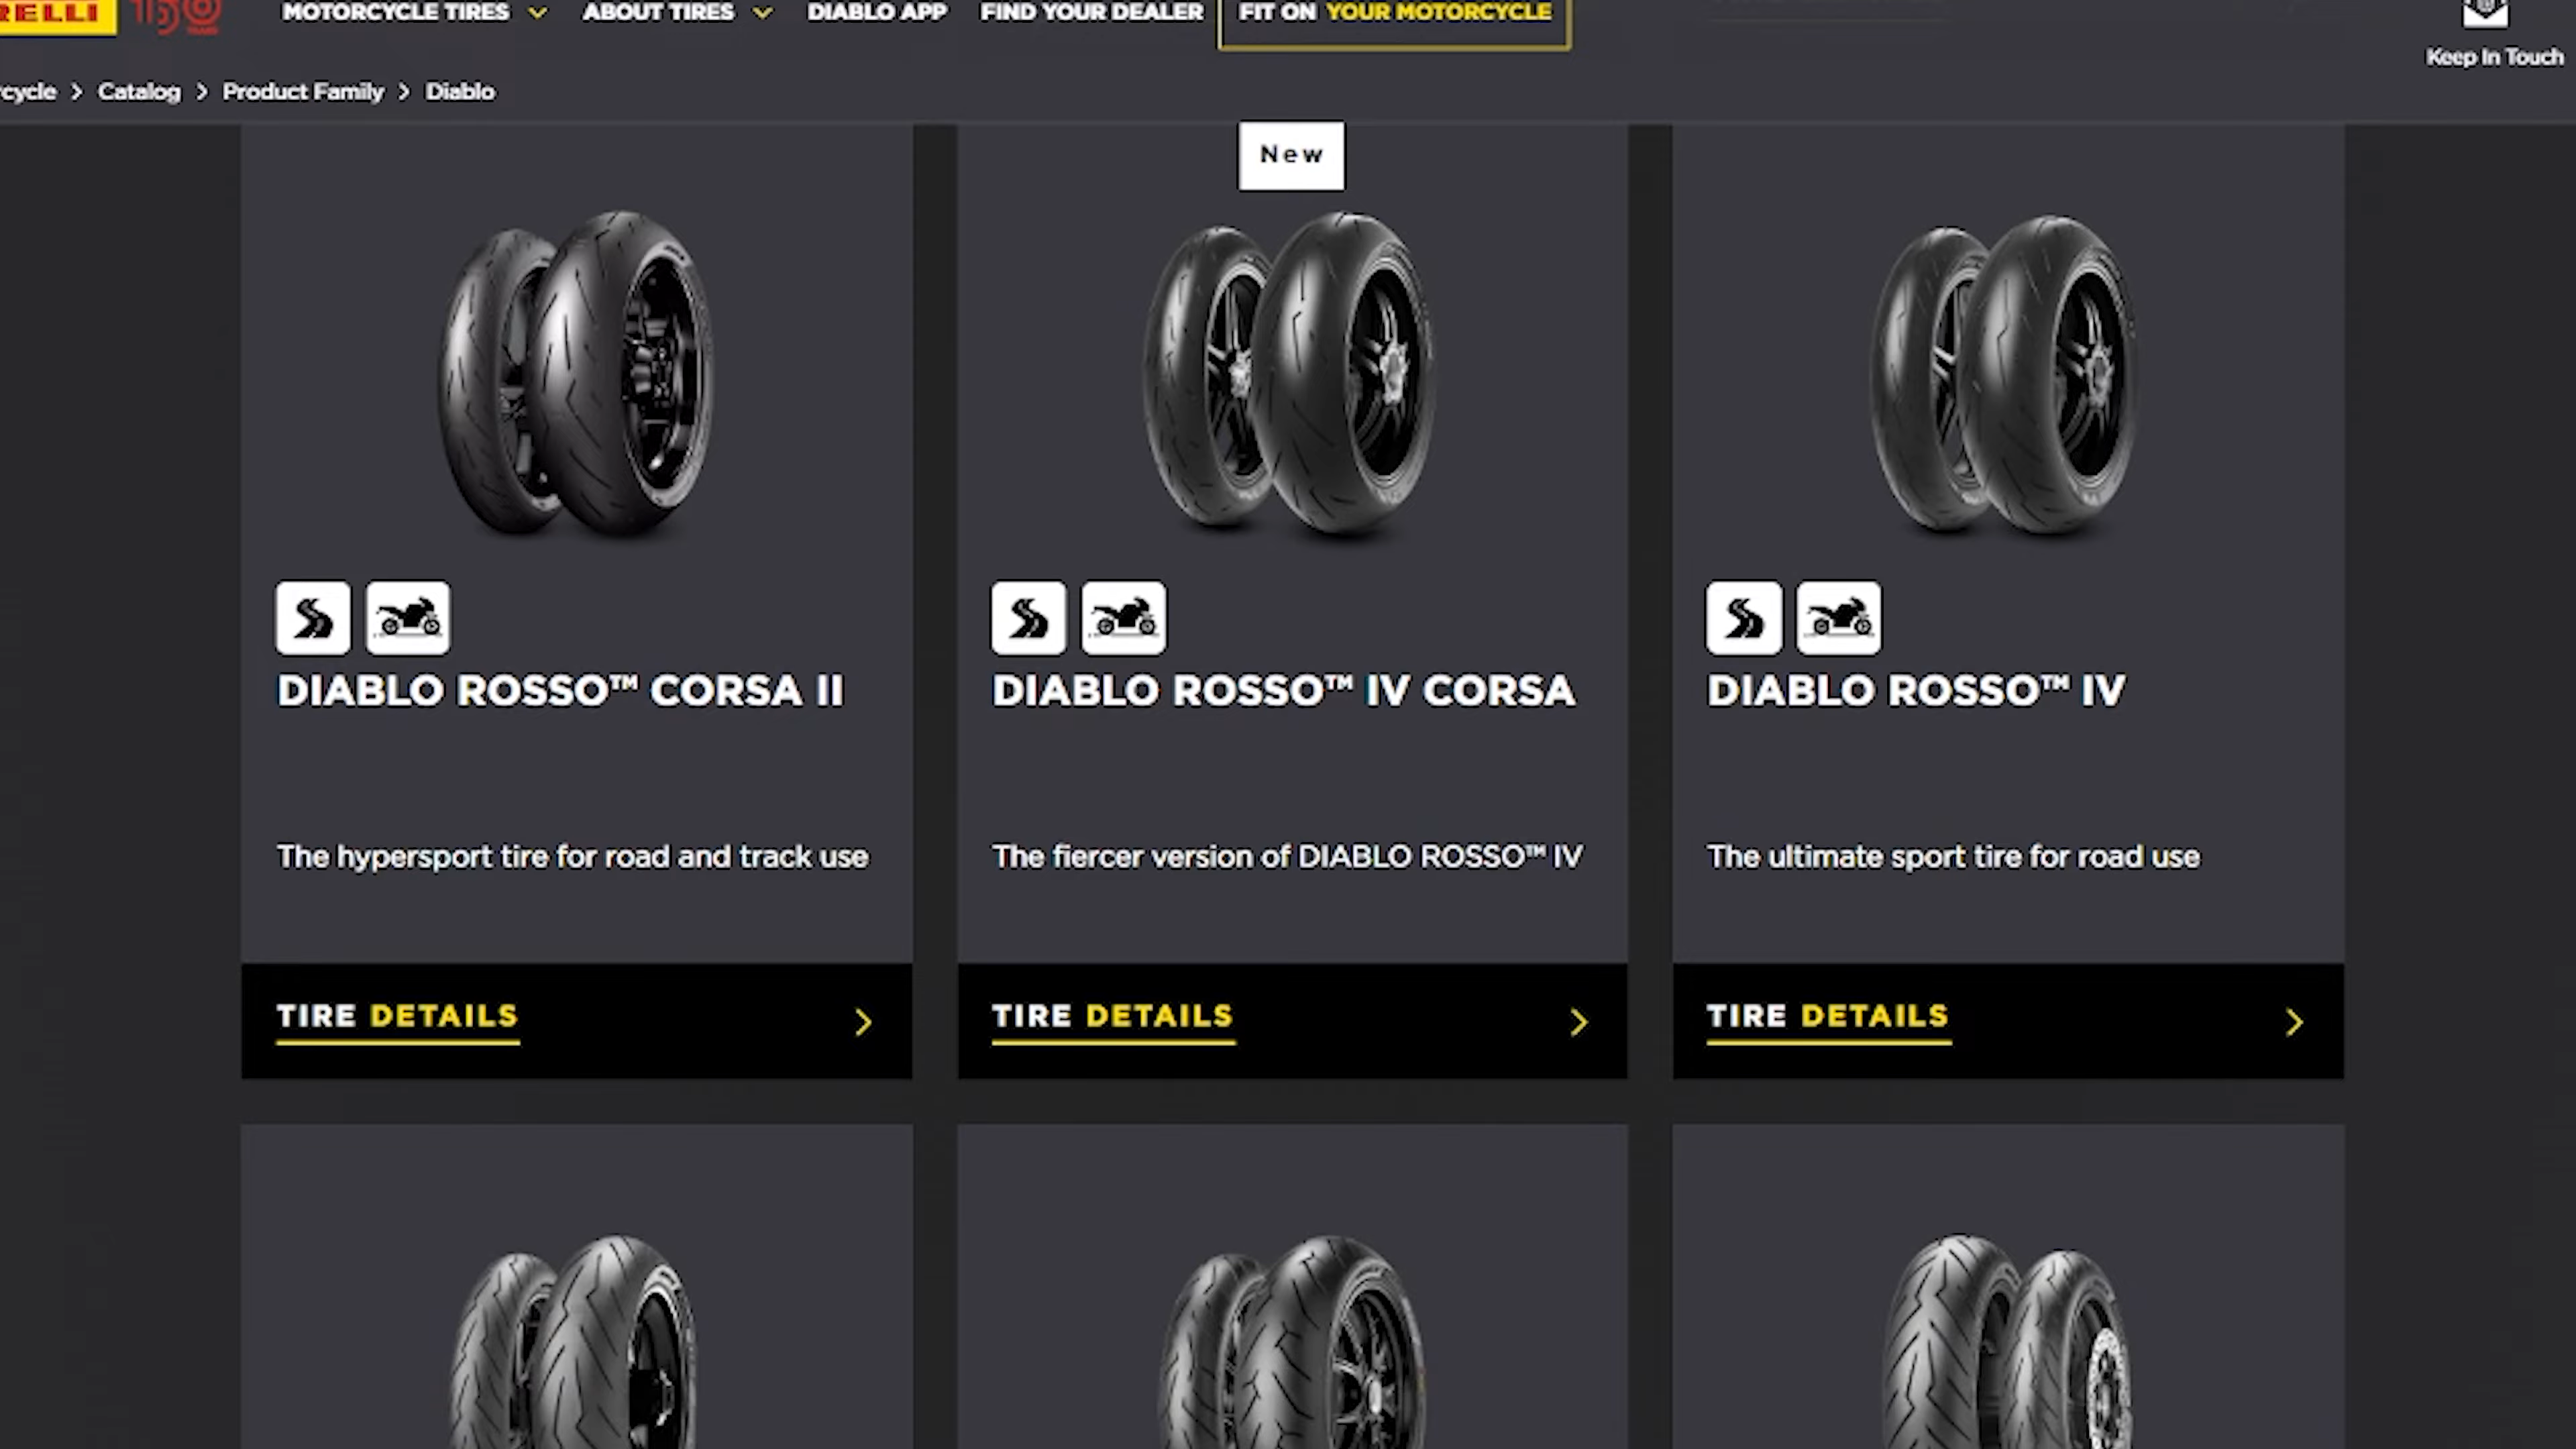 RELLI
MOTORCYCLE TIRES ABOUT TIRES DIABLO APP FIND YOUR DEALER FIT ON YOUR MOTORCYCLE
Keep In Touch
cycle > Catalog > Product Family > Diablo
New
DIABLO ROSSO™ CORSA II
The hypersport tire for road and track use
TIRE DETAILS
DIABLO ROSSO™ IV CORSA
The fiercer version of DIABLO ROSSO™ IV
TIRE DETAILS
DIABLO ROSSO™ IV
The ultimate sport tire for road use
TIRE DETAILS